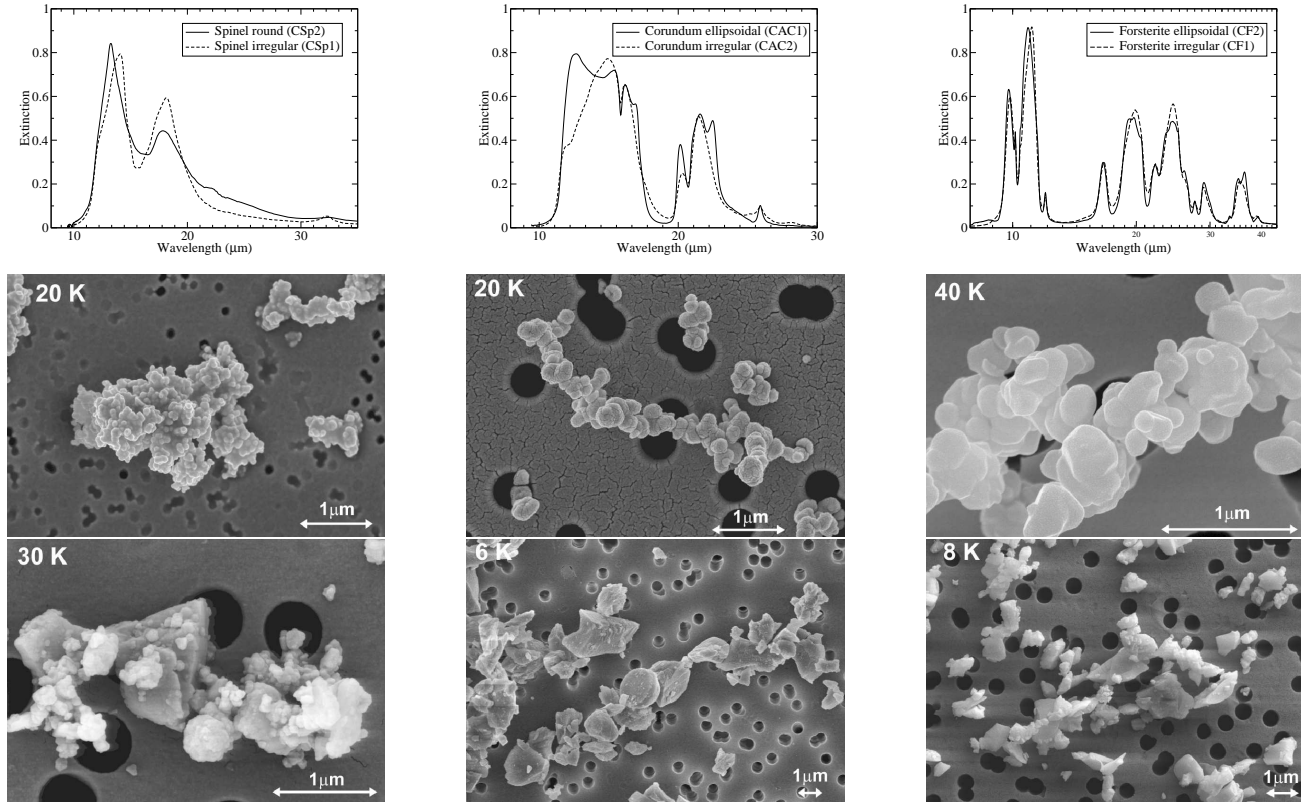 Spinel round (CSp2)
Spinel irregular (CSp1)
Extinction
1
0.8
0.6
0.4
0.2
0
10
20
30
Wavelength (μm)
Corundum ellipsoidal (CAC1)
Corundum irregular (CAC2)
Extinction
1
0.8
0.6
0.4
0.2
0
10
20
30
Wavelength (μm)
Forsterite ellipsoidal (CF2)
Forsterite irregular (CF1)
Extinction
1
0.8
0.6
0.4
0.2
0
10
20
30
40
Wavelength (μm)
20 K
1μm
20 K
1μm
40 K
1μm
30 K
1μm
6 K
1μm
8 K
1μm